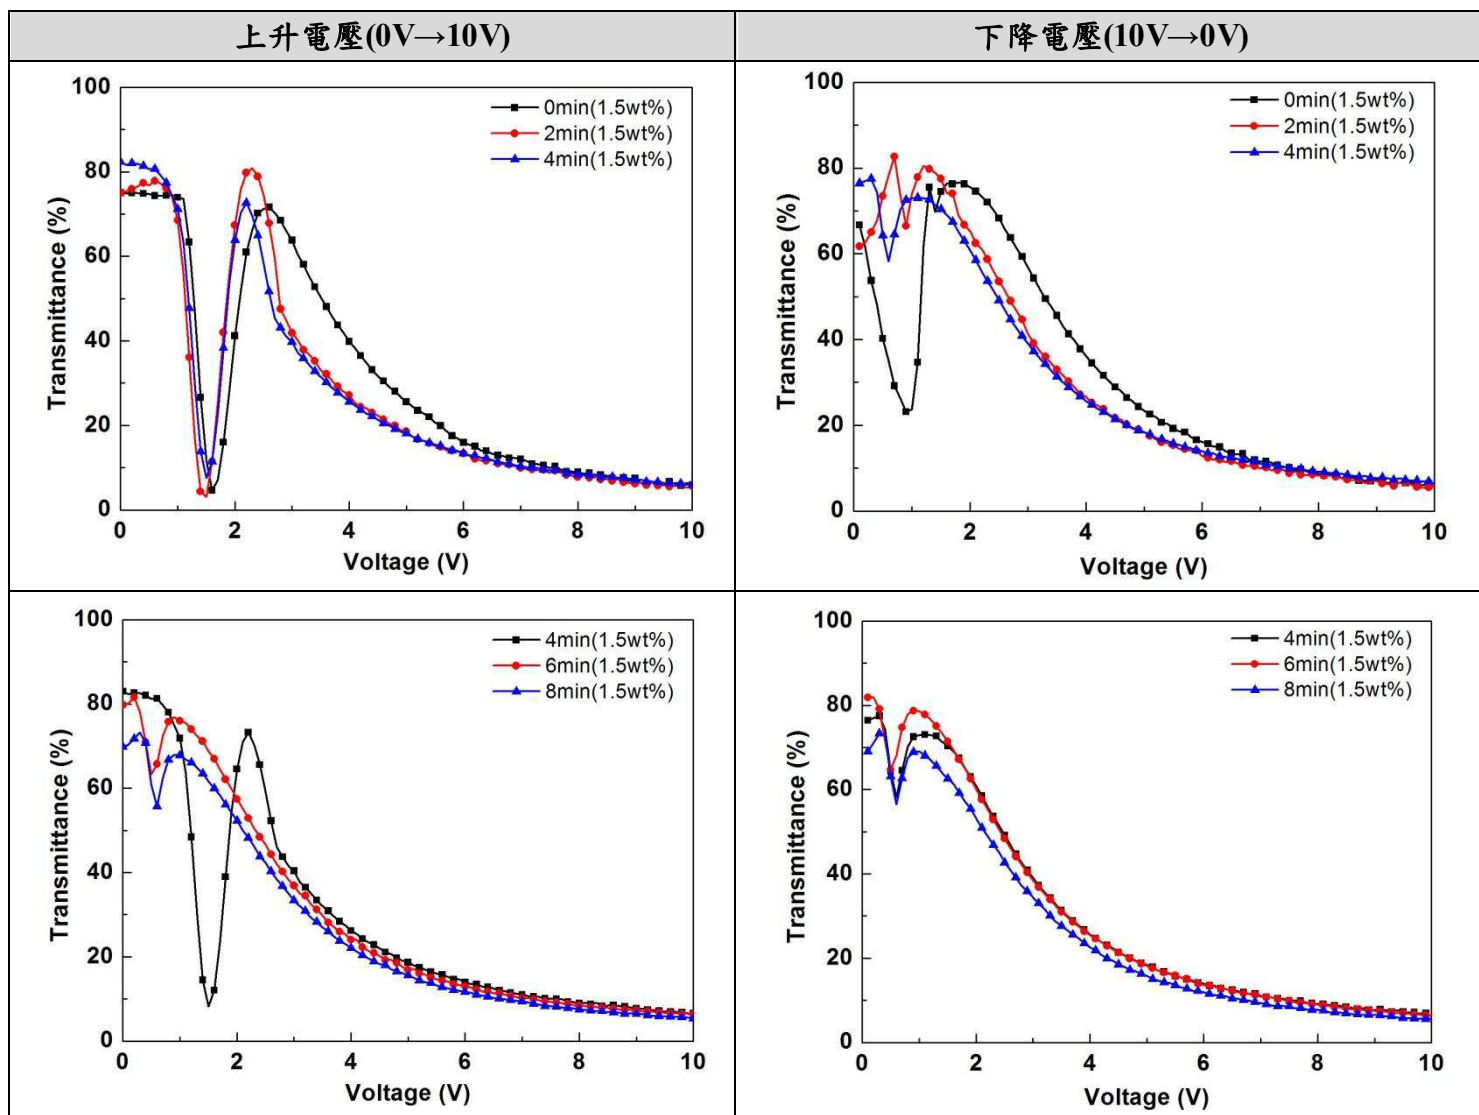 上升電壓(0V→10V)
下降電壓(10V→0V)
100
80
60
40
20
0
Transmittance (%)
0min(1.5wt%)
2min(1.5wt%)
4min(1.5wt%)
0 2 4 6 8 10
Voltage (V)
100
80
60
40
20
0
Transmittance (%)
0min(1.5wt%)
2min(1.5wt%)
4min(1.5wt%)
0 2 4 6 8 10
Voltage (V)
100
80
60
40
20
0
Transmittance (%)
4min(1.5wt%)
6min(1.5wt%)
8min(1.5wt%)
0 2 4 6 8 10
Voltage (V)
100
80
60
40
20
0
Transmittance (%)
4min(1.5wt%)
6min(1.5wt%)
8min(1.5wt%)
0 2 4 6 8 10
Voltage (V)